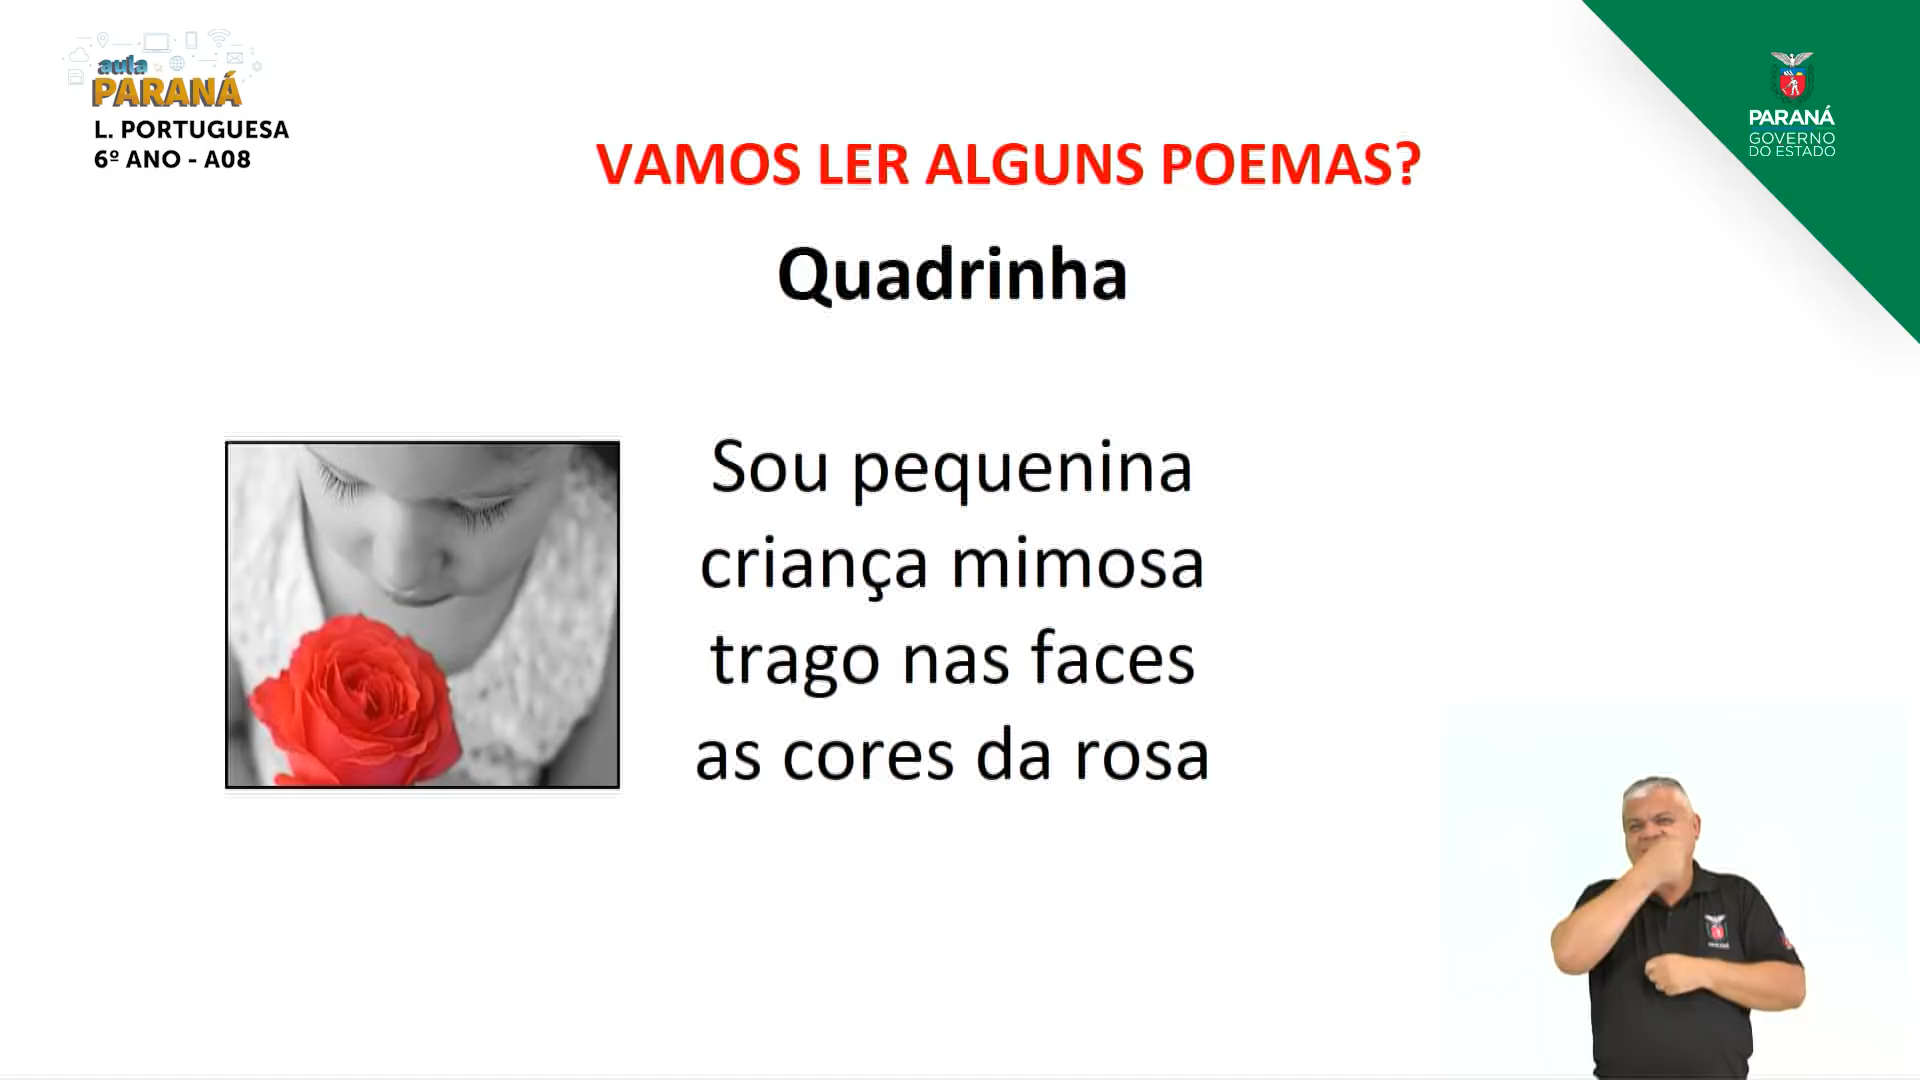 aula
PARANÁ
L. PORTUGUESA
6º ANO - A08
PARANÁ
GOVERNO
DO ESTADO
VAMOS LER ALGUNS POEMAS?
Quadrinha
Sou pequenina
criança mimosa
trago nas faces
as cores da rosa